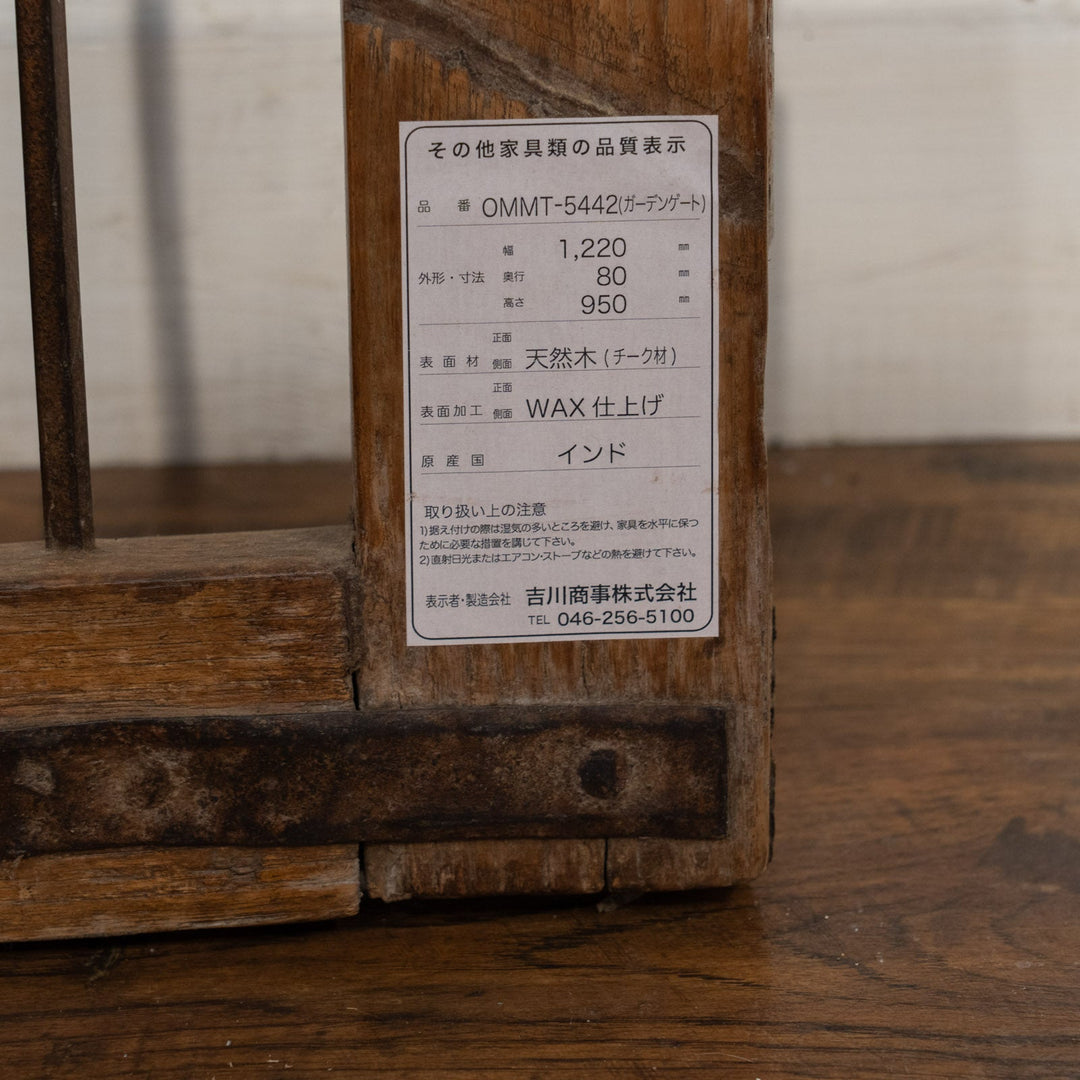 その他家具類の品質表示
品番 OMMT-5442(ガーデンゲート)
幅 1,220 ㎜
外形・寸法 奥行 80 ㎜
高さ 950 ㎜
正面
表面材 側面 天然木(チーク材)
正面
表面加工 側面 WAX仕上げ
原産国 インド
取り扱い上の注意
1)据え付けの際は湿気の多いところを避け、家具を水平に保つ
ために必要な措置を講じて下さい。
2)直射日光またはエアコン・ストーブなどの熱を避けて下さい。
表示者・製造会社 吉川商事株式会社
TEL 046-256-5100